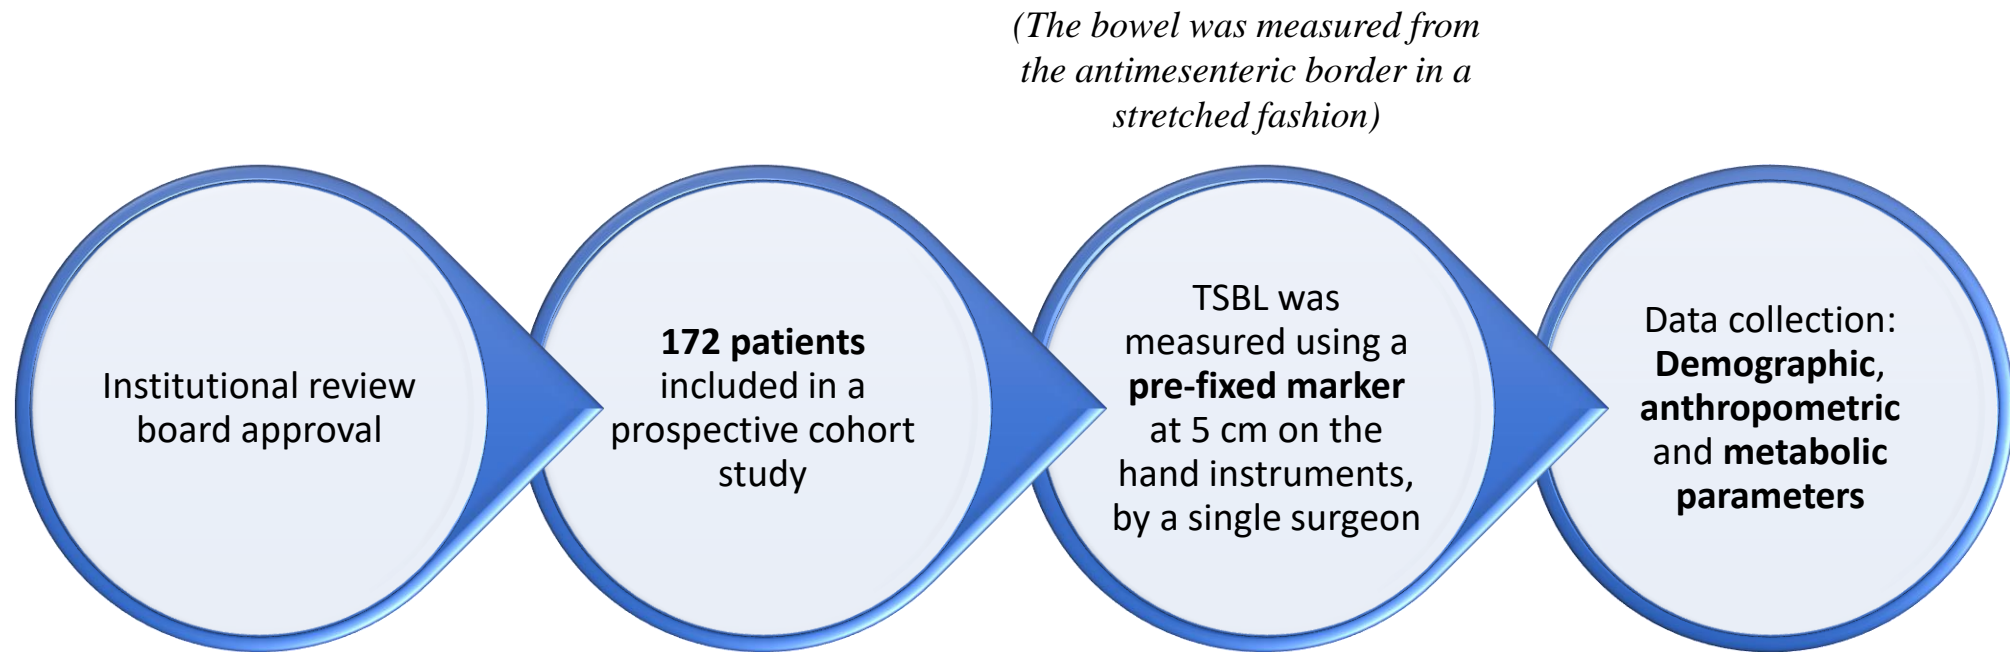 (The bowel was measured from
the antimesenteric border in a
stretched fashion)
Institutional review
board approval
172 patients
included in a
prospective cohort
study
TSBL was
measured using a
pre-fixed marker
at 5 cm on the
hand instruments,
by a single surgeon
Data collection:
Demographic,
anthropometric
and metabolic
parameters